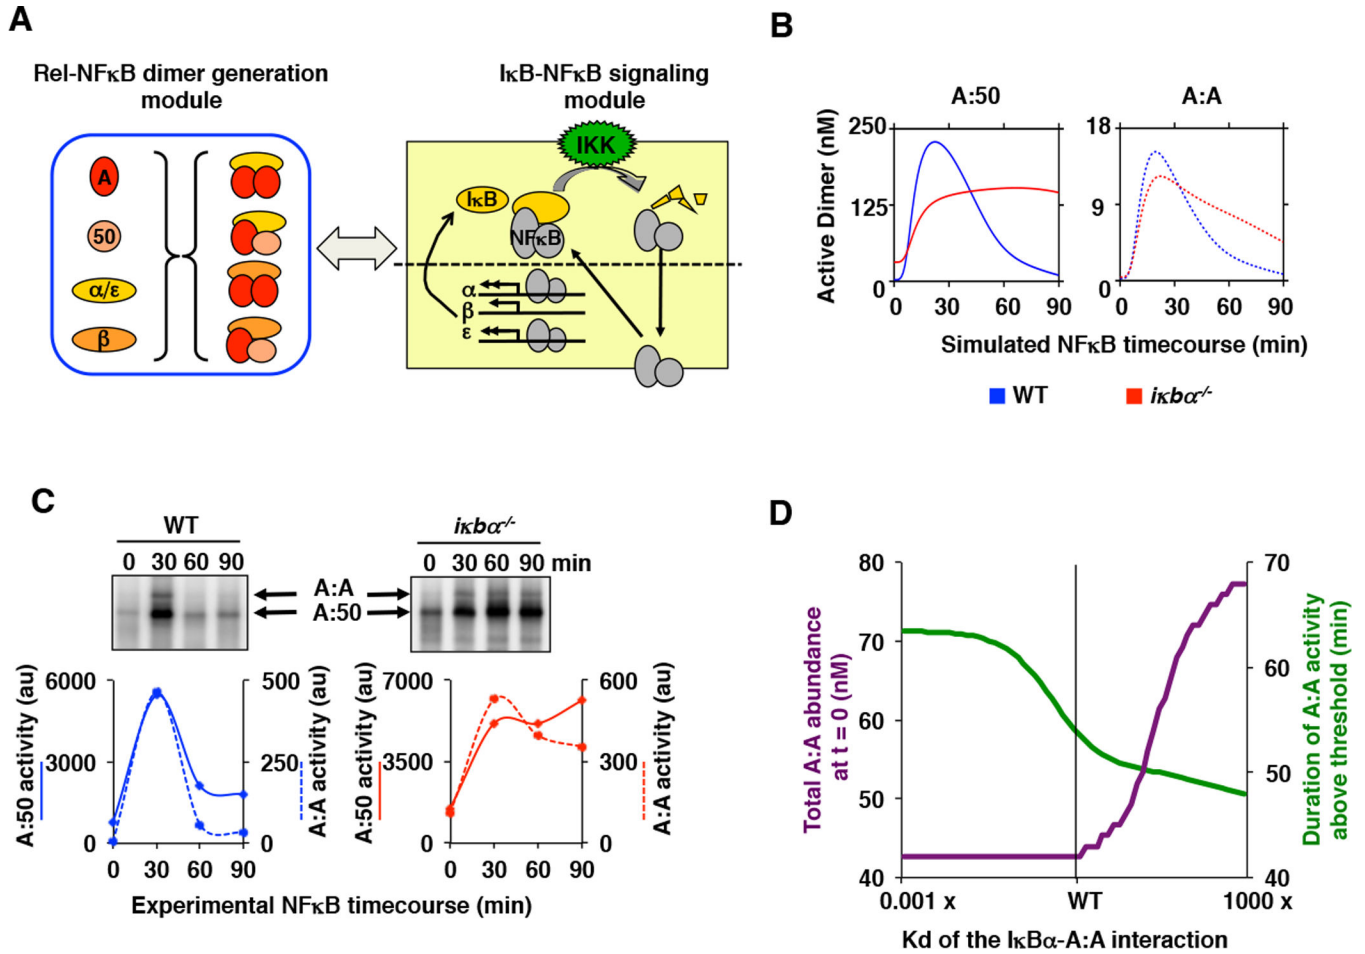 A
Rel-NFκB dimer generation
module
A
50
α/ε
β
IκB-NFκB signaling
module
IKK
IκB
NFκB
α
β
ε
B
A:50
A:A
Active Dimer (nM)
250
125
0
0 30 60 90
18
9
0
0 30 60 90
Simulated NFκB timecourse (min)
WT
iκbα-/-
C
WT
iκbα-/-
0 30 60 90
0 30 60 90 min
A:A
A:50
A:50 activity (au)
6000
3000
0
500
250
0
A:A activity (au)
0 30 60 90
A:50 activity (au)
7000
3500
0
600
300
0
A:A activity (au)
0 30 60 90
Experimental NFκB timecourse (min)
D
Total A:A abundance
at t = 0 (nM)
80
70
60
50
40
70
60
50
40
Duration of A:A activity
above threshold (min)
0.001 x WT 1000 x
Kd of the IκBα-A:A interaction